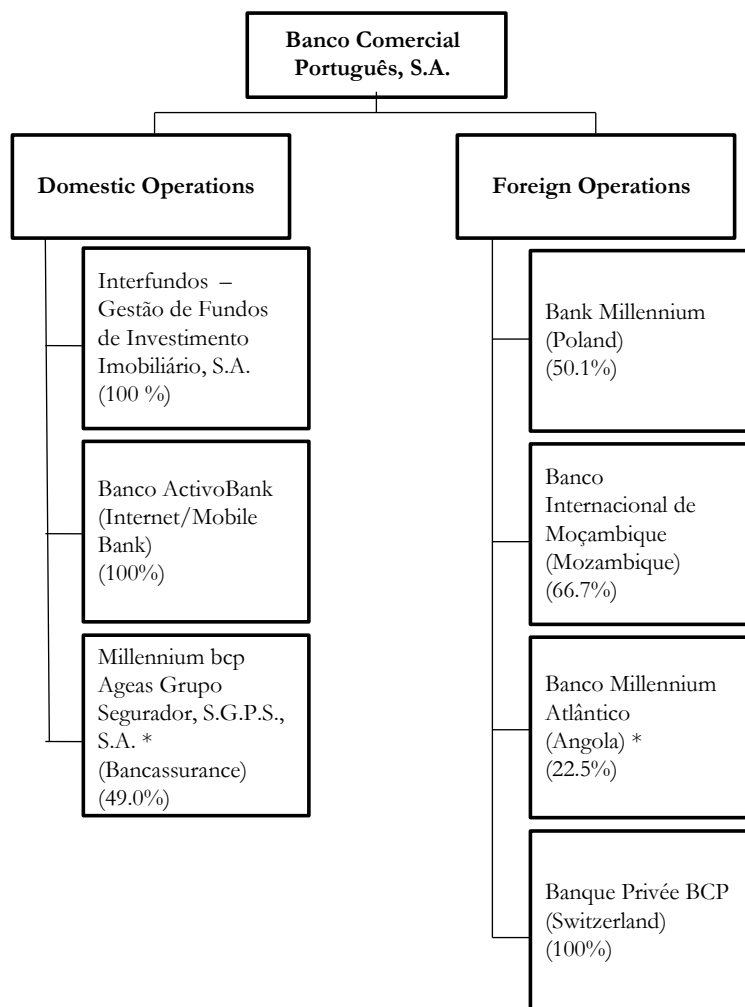 Banco Comercial
Português, S.A.
Domestic Operations
Interfundos –
Gestão de Fundos
de Investimento
Imobiliário, S.A.
(100 %)
Banco ActivoBank
(Internet/Mobile
Bank)
(100%)
Millennium bcp
Ageas Grupo
Segurador, S.G.P.S.,
S.A. *
(Bancassurance)
(49.0%)
Foreign Operations
Bank Millennium
(Poland)
(50.1%)
Banco
Internacional de
Moçambique
(Mozambique)
(66.7%)
Banco Millennium
Atlântico
(Angola) *
(22.5%)
Banque Privée BCP
(Switzerland)
(100%)